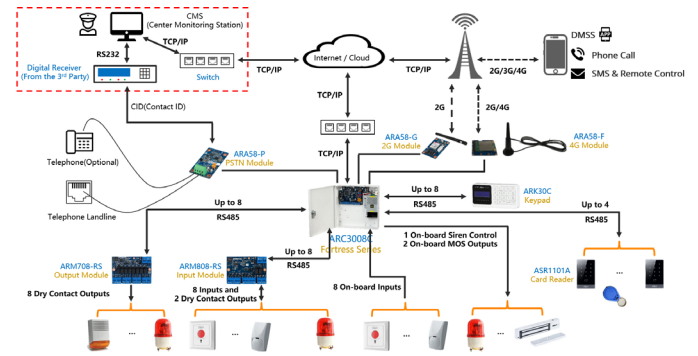 CMS
(Center Monitoring Station)
TCP/IP
RS232
Digital Receiver
(From the 3rd Party)
Switch
TCP/IP
Internet / Cloud
TCP/IP
2G/3G/4G
DMSS
APP
Phone Call
SMS & Remote Control
CID(Contact ID)
TCP/IP
2G
2G/4G
Telephone(Optional)
ARA58-P
PSTN Module
TCP/IP
ARA58-G
2G Module
ARA58-F
4G Module
Telephone Landline
Up to 8
RS485
ARC3008C
Fortress Series
Up to 8
RS485
ARK30C
Keypad
Up to 4
RS485
1 On-board Siren Control
2 On-board MOS Outputs
ARM708-RS
Output Module
ARM808-RS
Input Module
Up to 8
RS485
ASR1101A
Card Reader
...
8 Dry Contact Outputs
8 Inputs and
2 Dry Contact Outputs
8 On-board Inputs
...
...
...
...